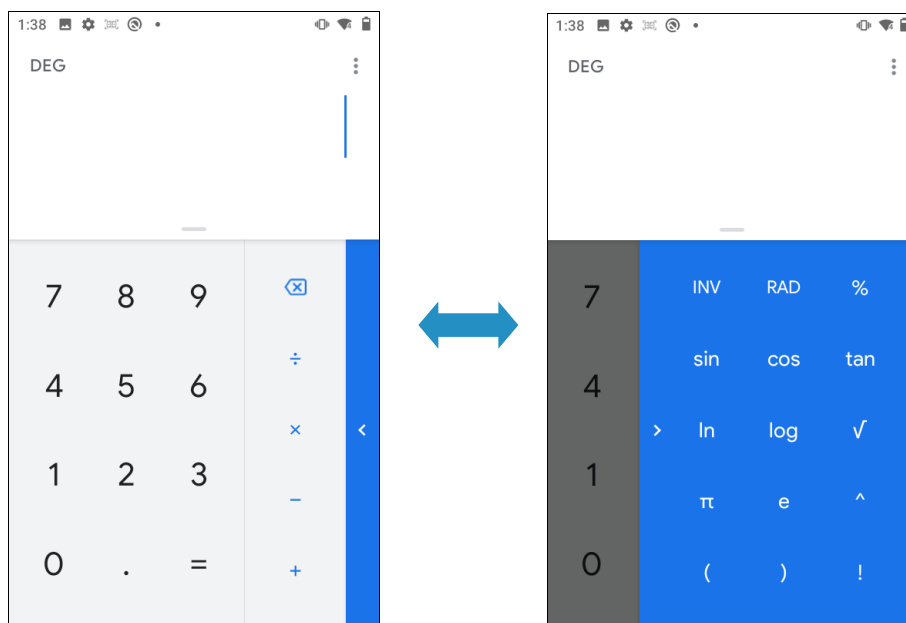 1:38
DEG
7 8 9
÷
4 5 6
×
1 2 3
−
0 . =
+
1:38
DEG
7
4
1
0
INV RAD %
sin cos tan
ln log √
π e ^
( ) !